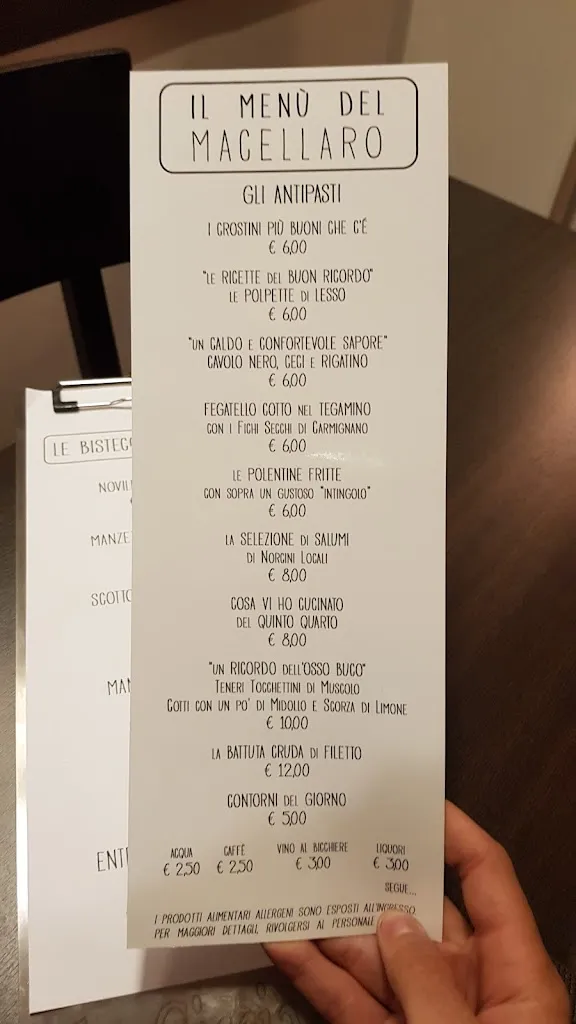 IL MENÙ DEL
MACELLARO
GLI ANTIPASTI
I CROSTINI PIÙ BUONI CHE C'É
€ 6,00
"LE RICETTE DEL BUON RICORDO"
LE POLPETTE DI LESSO
€ 6,00
"UN CALDO E CONFORTEVOLE SAPORE"
CAVOLO NERO, CECI E RIGATINO
€ 6,00
FEGATELLO COTTO NEL TEGAMINO
CON I FICHI SECCHI DI CARMIGNANO
€ 6,00
LE POLENTINE FRITTE
CON SOPRA UN GUSTOSO "INTINGOLO"
€ 6,00
LA SELEZIONE DI SALUMI
DI NORCINI LOCALI
€ 8,00
COSA VI HO CUCINATO
DEL QUINTO QUARTO
€ 8,00
"UN RICORDO DELL'OSSO BUCO"
TENERI TOCCHETTINI DI MUSCOLO
COTTI CON UN PO' DI MIDOLLO E SCORZA DI LIMONE
€ 10,00
LA BATTUTA CRUDA DI FILETTO
€ 12,00
CONTORNI DEL GIORNO
€ 5,00
ACQUA CAFFÈ VINO AL BICCHIERE LIQUORI
€ 2,50 € 2,50 € 3,00 € 3,00
SEGUE...
I PRODOTTI ALIMENTARI ALLERGENI SONO ESPOSTI ALL'INGRESSO
PER MAGGIORI DETTAGLI, RIVOLGERSI AL PERSONALE
LE